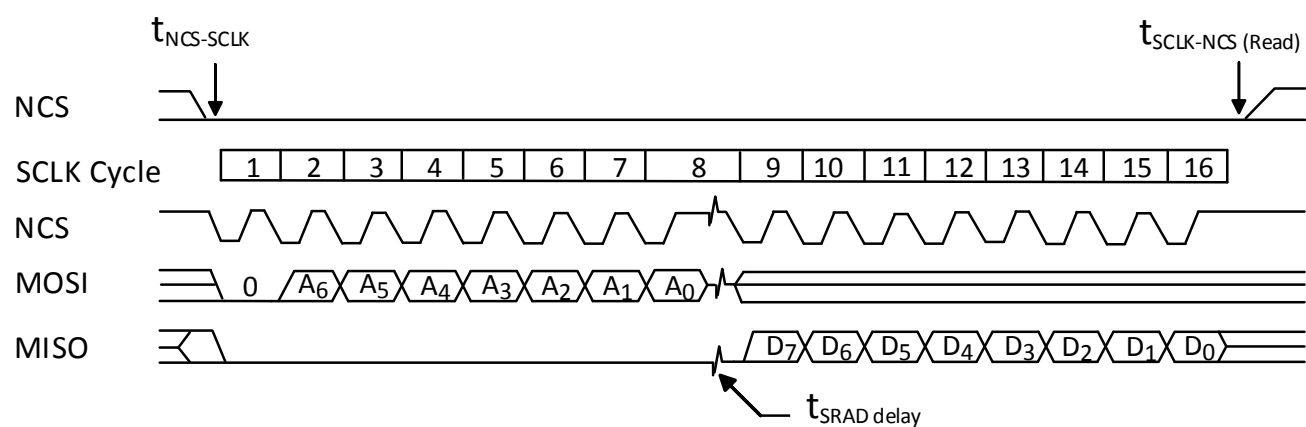 tNCS-SCLK
tSCLK-NCS (Read)
NCS
SCLK Cycle 1 2 3 4 5 6 7 8 9 10 11 12 13 14 15 16
NCS
MOSI 0 A6 A5 A4 A3 A2 A1 A0
MISO D7 D6 D5 D4 D3 D2 D1 D0
tSRAD delay